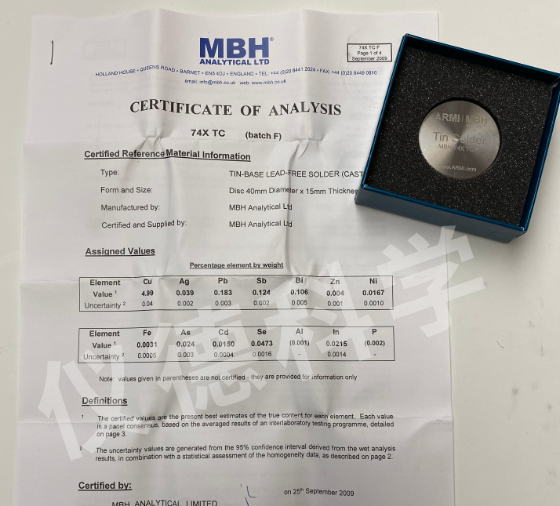 MBH
ANALYTICAL LTD
HOLLAND HOUSE • QUEENS ROAD • BARNET • EN5 4DJ • ENGLAND • TEL: +44 (0)20 8441 2024 • FAX: +44 (0)20 8449 0810
email: info@mbh.co.uk web: www.mbh.co.uk
74X TC F
Page 1 of 4
September 2009
CERTIFICATE OF ANALYSIS
74X TC (batch F)
Certified Reference Material Information
Type: TIN-BASE LEAD-FREE SOLDER (CAST
Form and Size: Disc 40mm Diameter x 15mm Thickne
Manufactured by: MBH Analytical Ltd
Certified and Supplied by: MBH Analytical Ltd
ARMI MBH
Tin Solder
Assigned Values
Percentage element by weight
Element Cu Ag Pb Sb Bi Zn Ni
Value ¹ 4.99 0.039 0.183 0.124 0.106 0.004 0.0167
Uncertainty ² 0.04 0.002 0.003 0.002 0.005 0.001 0.0010
Element Fe As Cd Se Al In P
Value ¹ 0.0031 0.024 0.0150 0.0473 (0.001) 0.0215 (0.002)
Uncertainty ² 0.0005 0.003 0.0004 0.0016 - 0.0014 -
Note: values given in parentheses are not certified - they are provided for information only
Definitions
1 The certified values are the present best estimates of the true content for each element. Each value
is a panel consensus, based on the averaged results of an interlaboratory testing programme, detailed
on page 3.
2 The uncertainty values are generated from the 95% confidence interval derived from the wet analysis
results, in combination with a statistical assessment of the homogeneity data, as described on page 2.
Certified by:
on 25th September 2009
MBH ANALYTICAL LIMITED
仪德科学